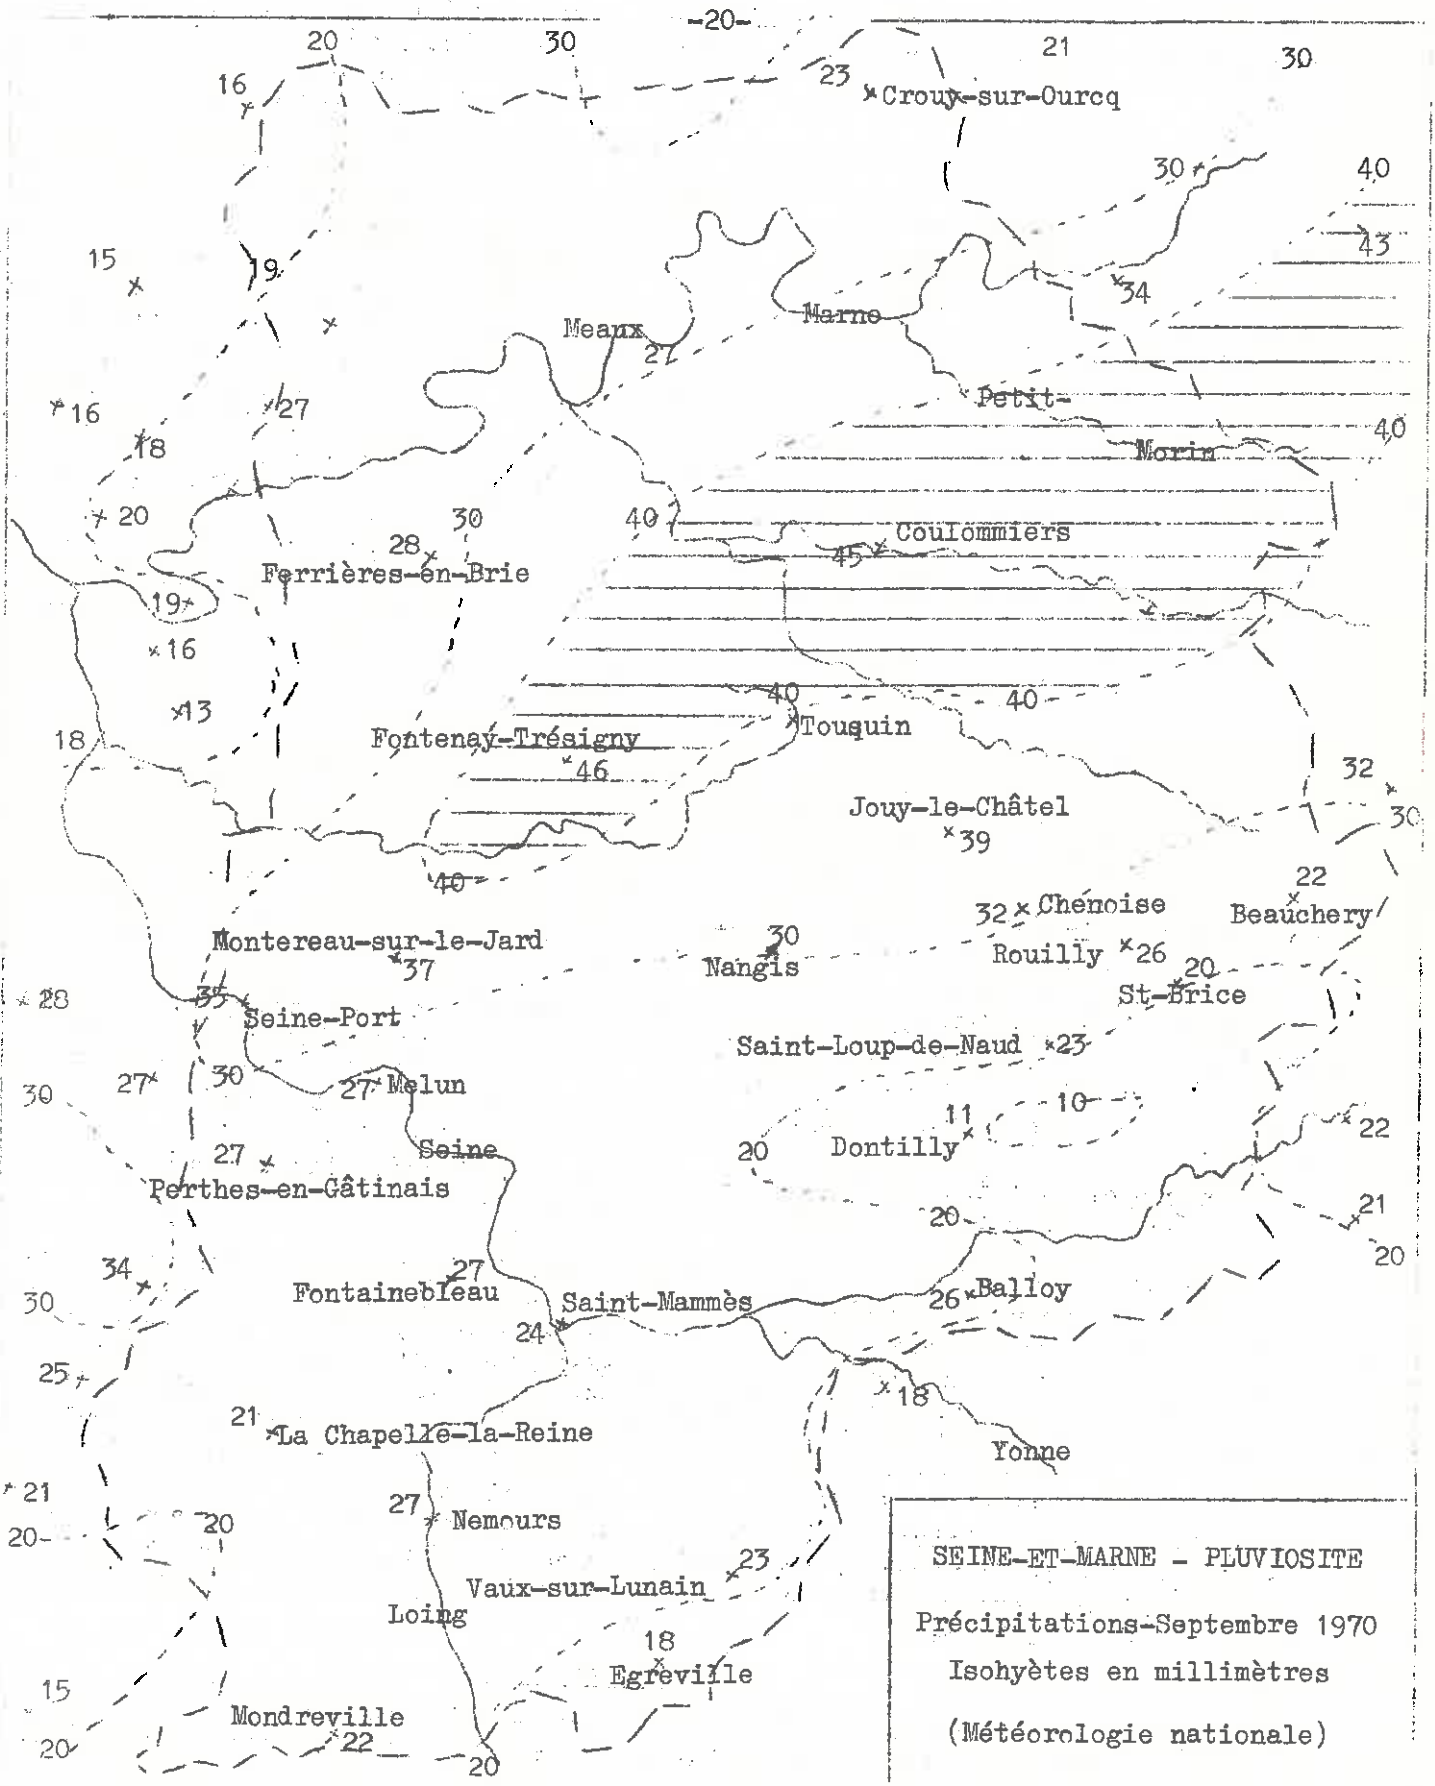 -20-
20 30 21 30
16 23
Crouy-sur-Ourcq
30 40
43
15 19
34
Meaux Marne
27
Petit-
16 27
18 40
Morin
20 30 40
28 45 Coulommiers
Ferrières-en-Brie
19
16
13 40 40
18 Touquin
Fontenay-Trésigny
46 32
Jouy-le-Châtel 30
39
40 22
32 Chenoise Beauchery
Montereau-sur-le-Jard 30
37 Nangis Rouilly 26
20
28 35 St-Brice
Seine-Port
Saint-Loup-de-Naud 23
27 30 27 Melun
30 10
11
27 Seine 20 Dontilly 22
Perthes-en-Gâtinais
20 21
34 27 20
Fontainebleau 26 Balloy
30 Saint-Mammès
24
25
18
21
La Chapelle-la-Reine
Yonne
21
27 Nemours
20 20
23
Vaux-sur-Lunain
Loing
18
Egreville
15
Mondreville
20 22
20
SEINE-ET-MARNE - PLUVIOSITE
Précipitations-Septembre 1970
Isohyètes en millimètres
(Météorologie nationale)